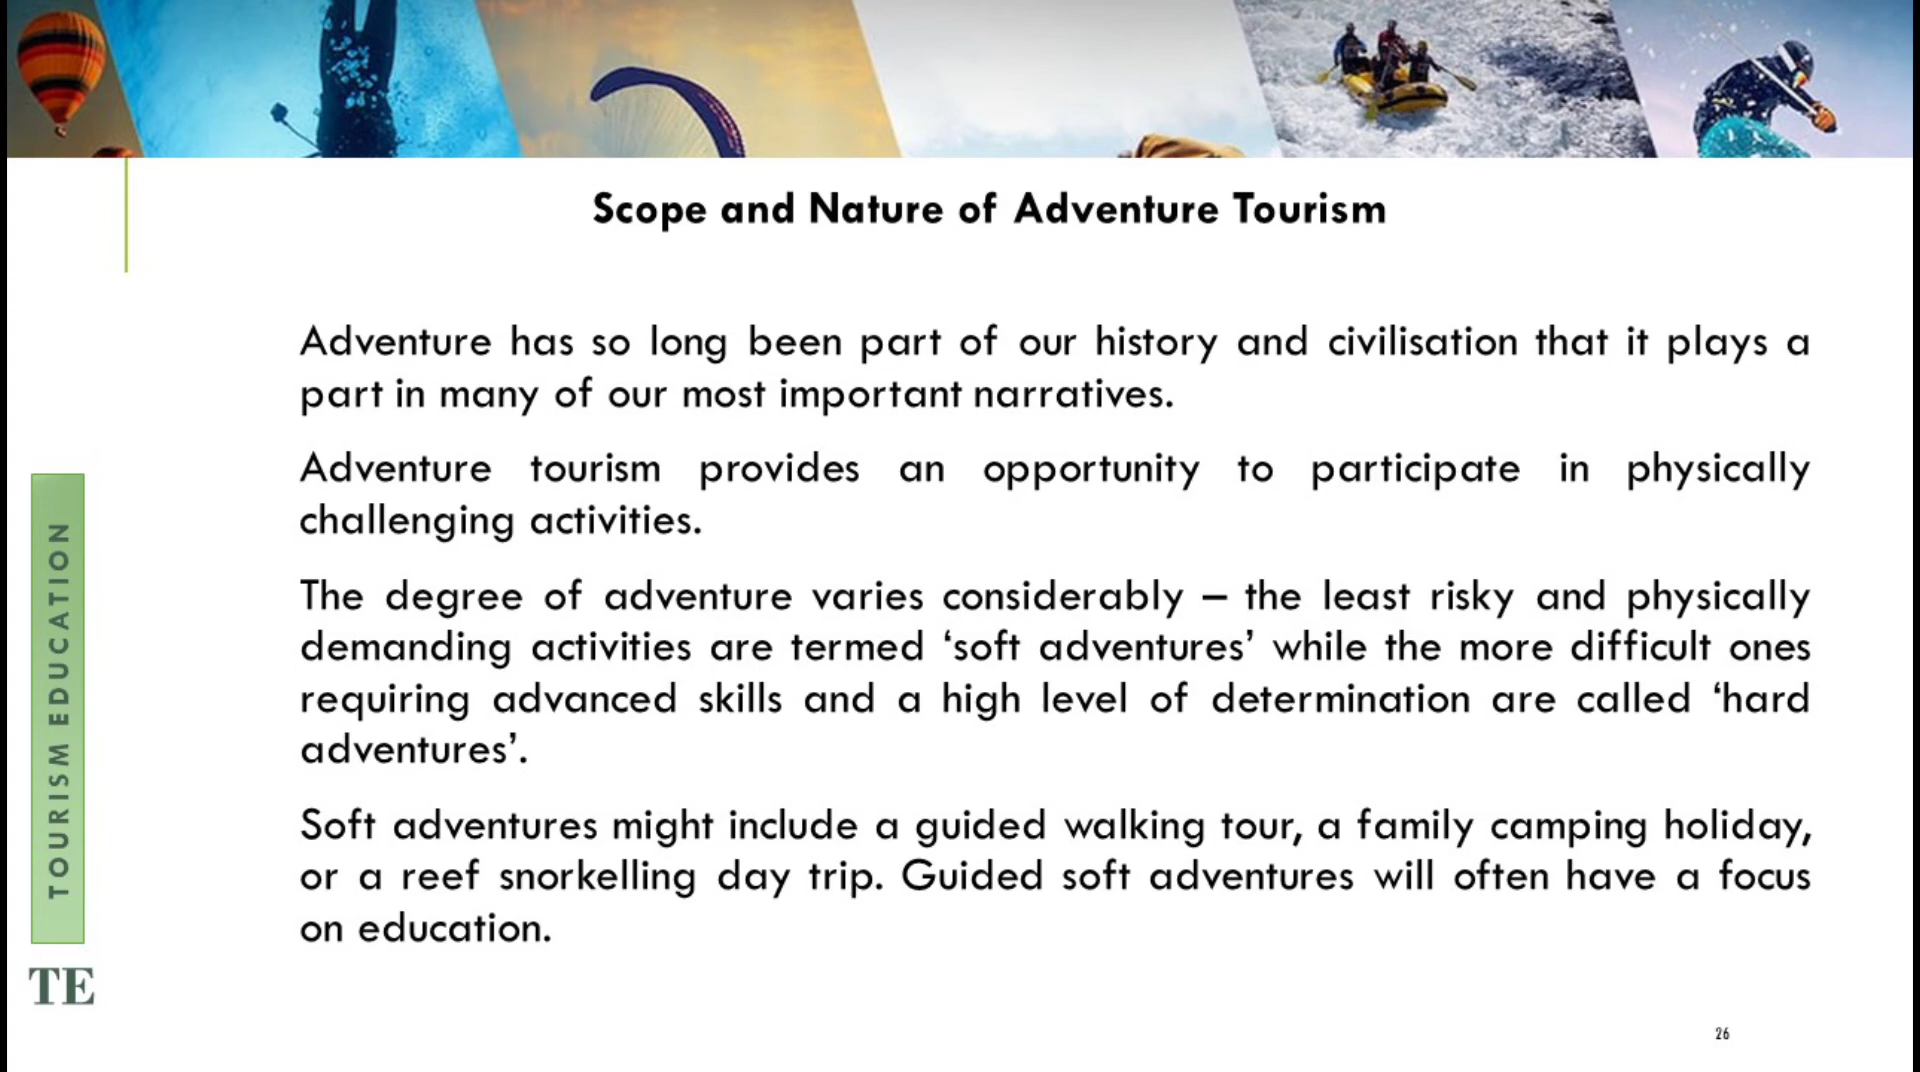 Scope and Nature of Adventure Tourism
Adventure has so long been part of our history and civilisation that it plays a
part in many of our most important narratives.
Adventure tourism provides an opportunity to participate in physically
challenging activities.
The degree of adventure varies considerably – the least risky and physically
demanding activities are termed ‘soft adventures’ while the more difficult ones
requiring advanced skills and a high level of determination are called ‘hard
adventures’.
Soft adventures might include a guided walking tour, a family camping holiday,
or a reef snorkelling day trip. Guided soft adventures will often have a focus
on education.
TOURISM EDUCATION
TE
26